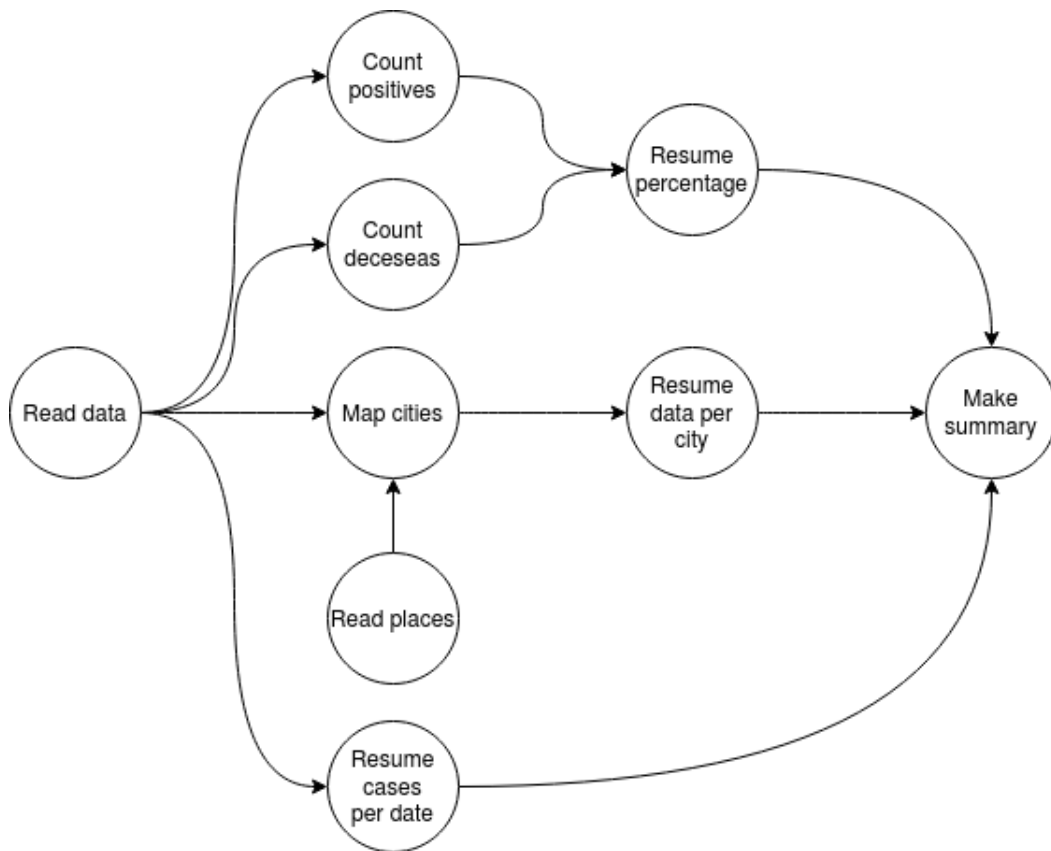 Count
positives
Resume
percentage
Count
deceseas
Read data
Map cities
Resume
data per
city
Make
summary
Read places
Resume
cases
per date